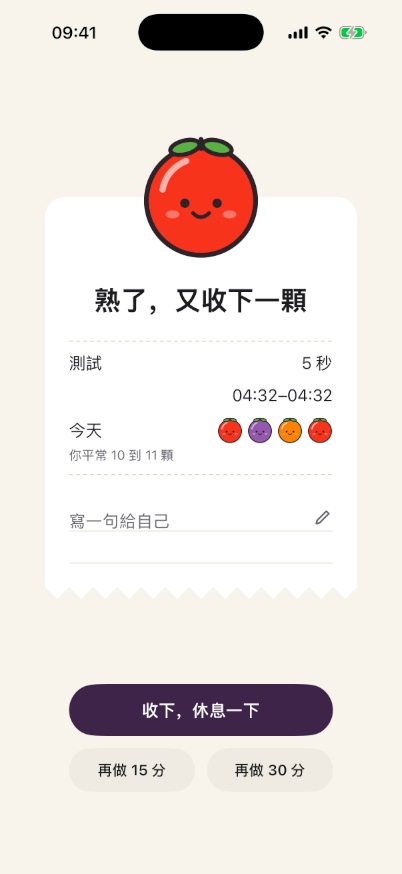 09:41
熟了，又收下一顆
測試 5 秒
04:32–04:32
今天
你平常 10 到 11 顆
寫一句給自己
收下，休息一下
再做 15 分 再做 30 分